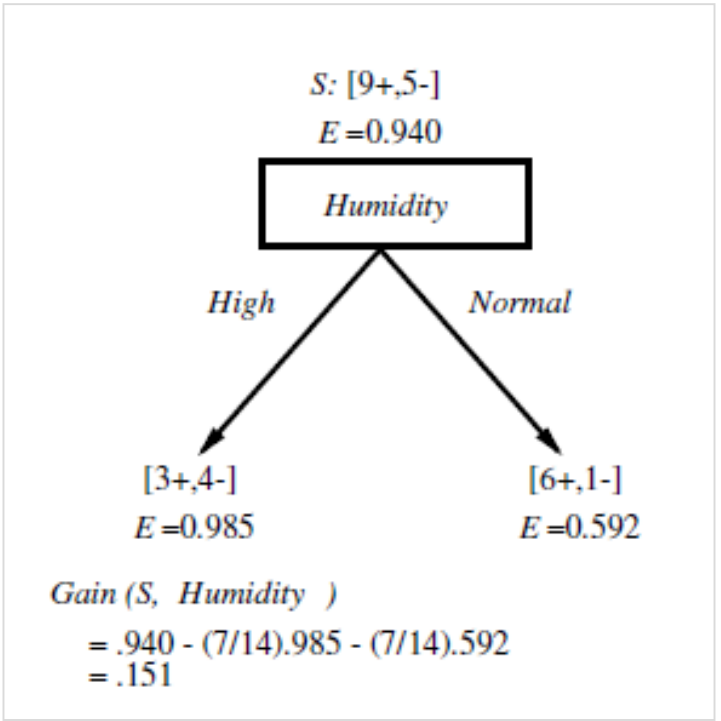 S: [9+,5-]
E =0.940
Humidity
High Normal
[3+,4-] [6+,1-]
E =0.985 E =0.592
Gain (S, Humidity )
= .940 - (7/14).985 - (7/14).592
= .151